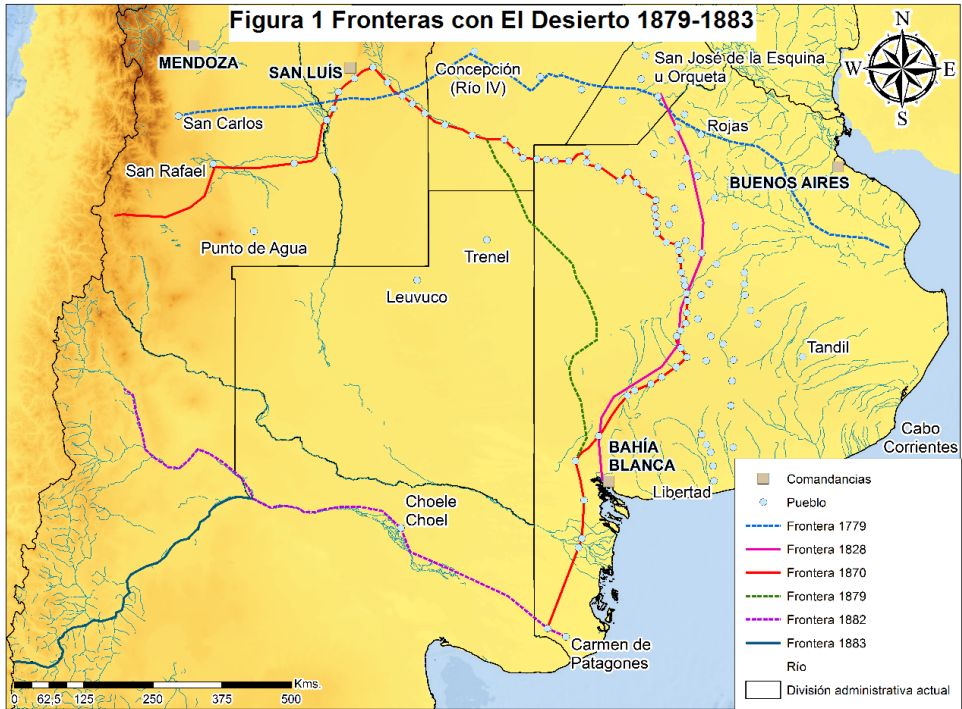 Figura 1 Fronteras con El Desierto 1879-1883
N
W
E
S
MENDOZA
SAN LUÍS
Concepción
(Río IV)
San José de la Esquina
u Orqueta
San Carlos
Rojas
San Rafael
BUENOS AIRES
Punto de Agua
Trenel
Leuvuco
Tandil
Cabo
Corrientes
BAHÍA
BLANCA
Libertad
Choele
Choel
Carmen de
Patagones
Comandancias
Pueblo
Frontera 1779
Frontera 1828
Frontera 1870
Frontera 1879
Frontera 1882
Frontera 1883
Río
División administrativa actual
Kms.
0 62,5 125 250 375 500